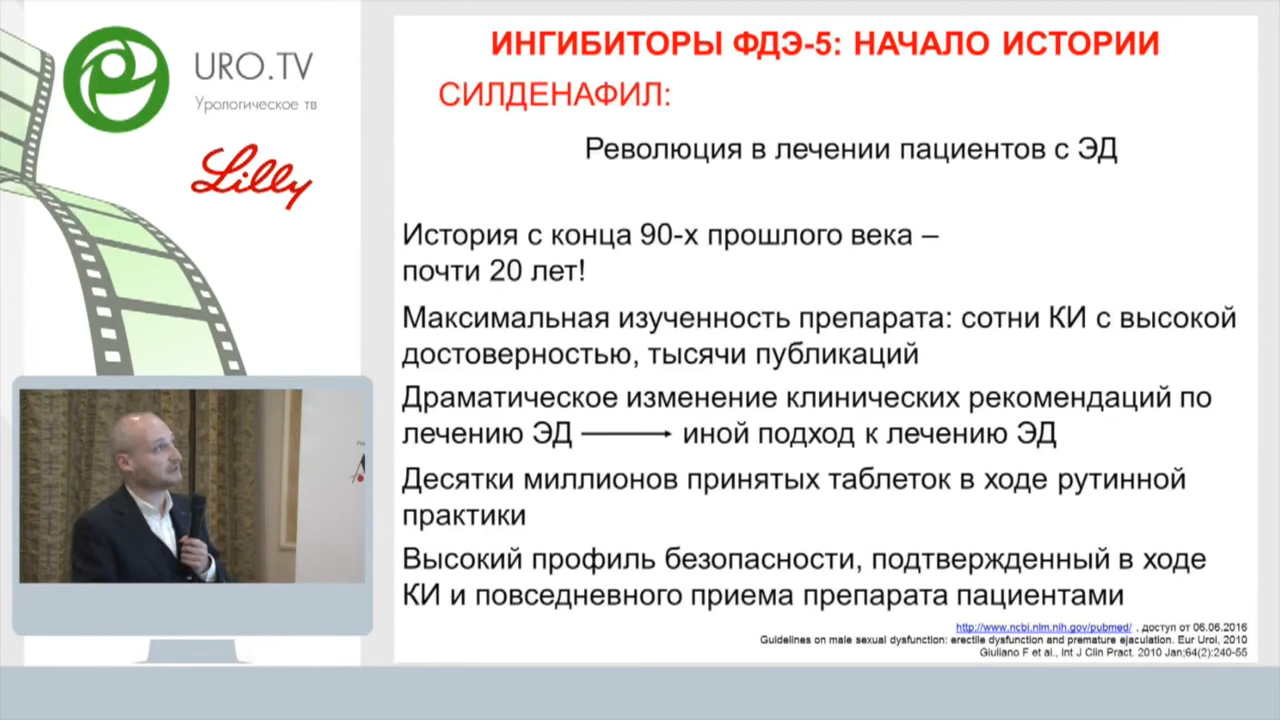 URO.TV
Урологическое тв
Lilly
ИНГИБИТОРЫ ФДЭ-5: НАЧАЛО ИСТОРИИ
СИЛДЕНАФИЛ:
Революция в лечении пациентов с ЭД
История с конца 90-х прошлого века –
почти 20 лет!
Максимальная изученность препарата: сотни КИ с высокой
достоверностью, тысячи публикаций
Драматическое изменение клинических рекомендаций по
лечению ЭД → иной подход к лечению ЭД
Десятки миллионов принятых таблеток в ходе рутинной
практики
Высокий профиль безопасности, подтвержденный в ходе
КИ и повседневного приема препарата пациентами
http://www.ncbi.nlm.nih.gov/pubmed/ , доступ от 06.06.2016
Guidelines on male sexual dysfunction: erectile dysfunction and premature ejaculation. Eur Urol, 2010
Giuliano F et al., Int J Clin Pract. 2010 Jan;64(2):240-55